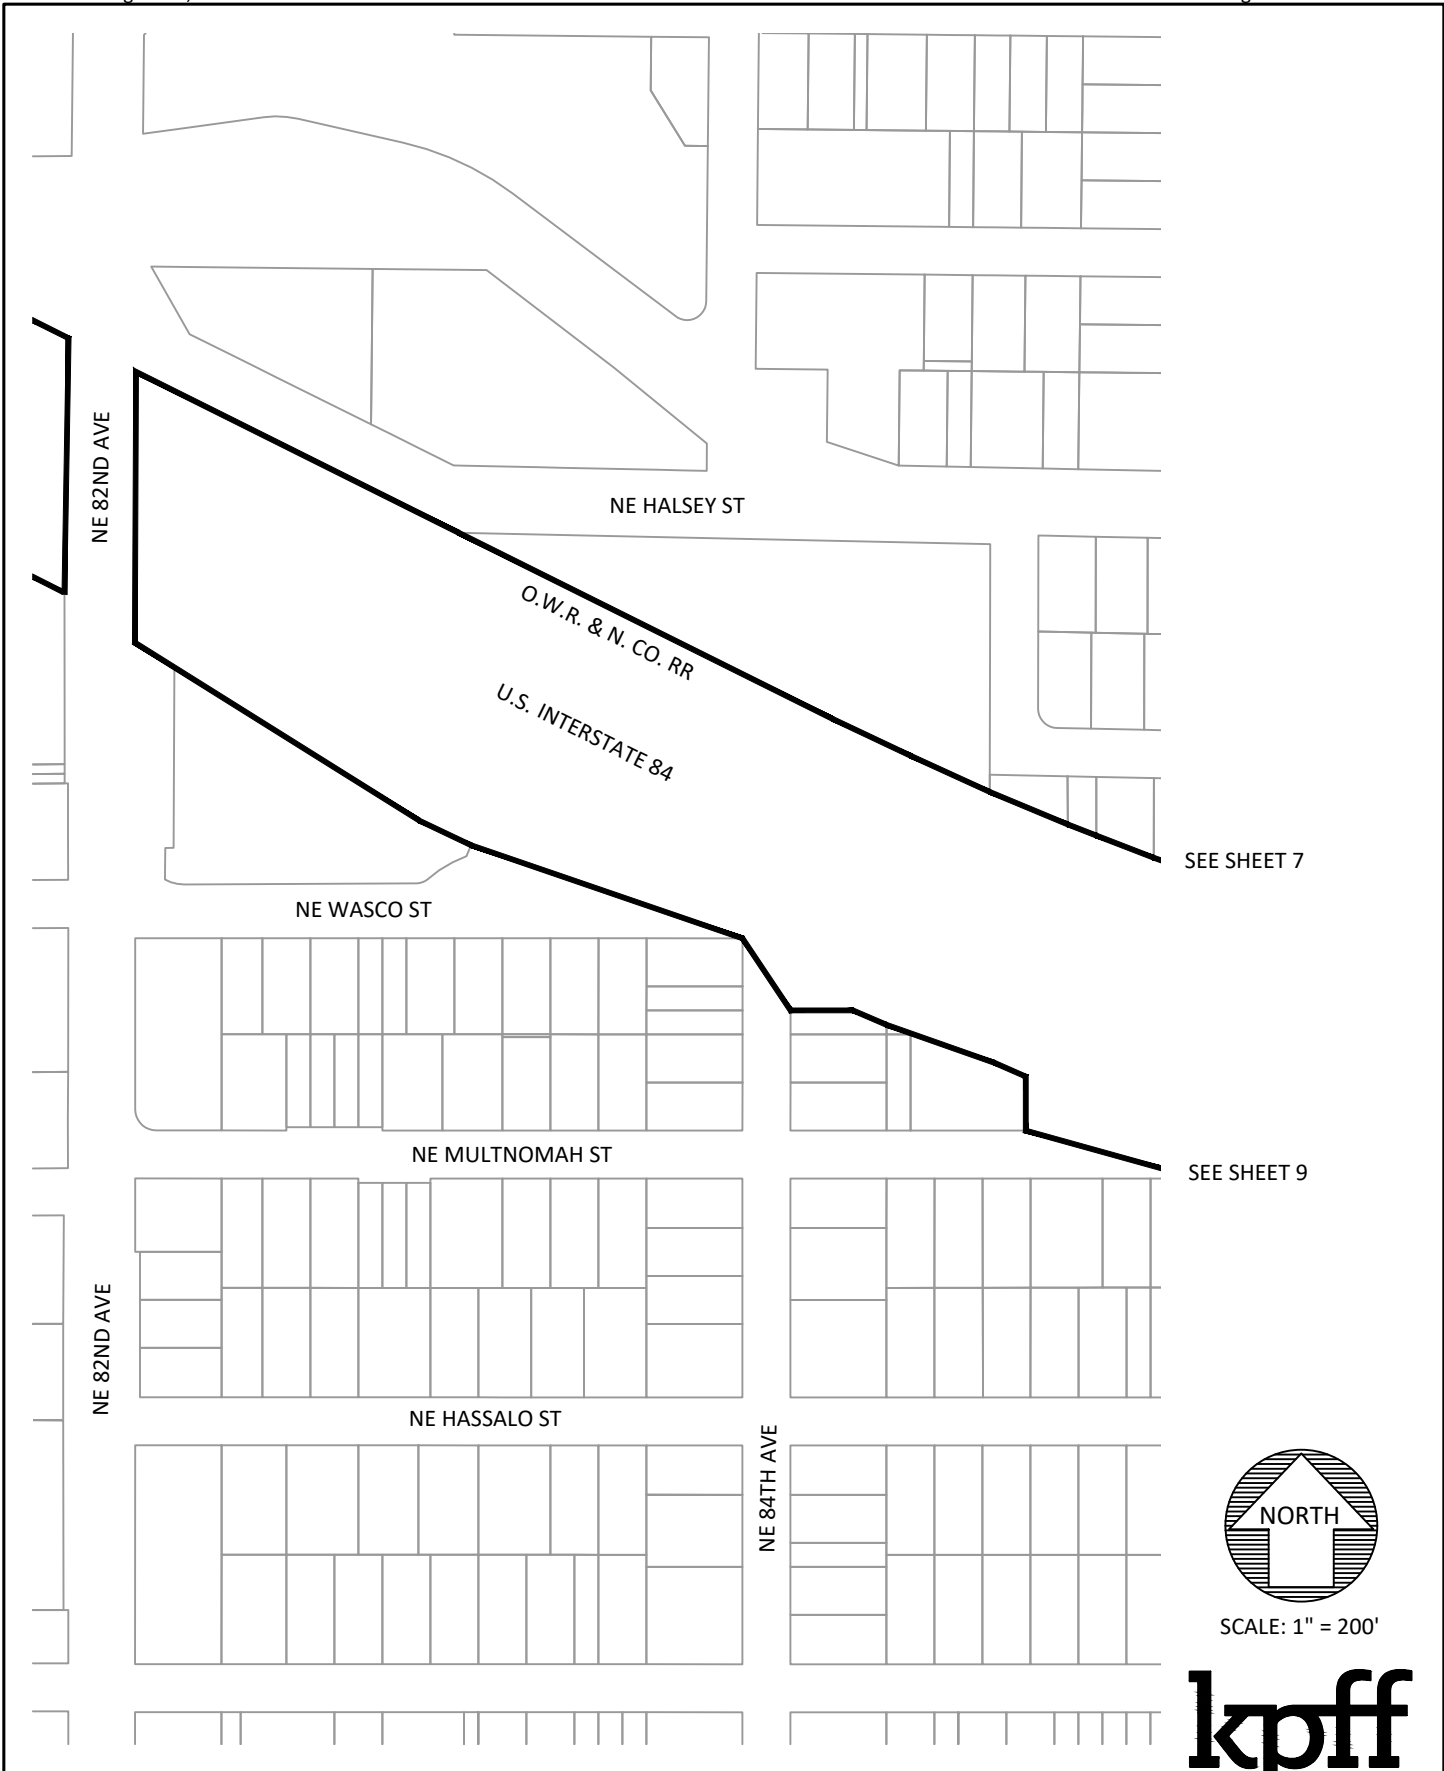 NE 82ND AVE
NE HALSEY ST
O.W.R. & N. CO. RR
U.S. INTERSTATE 84
SEE SHEET 7
NE WASCO ST
NE MULTNOMAH ST
SEE SHEET 9
NE 82ND AVE
NE HASSALO ST
NE 84TH AVE
NORTH
SCALE: 1" = 200'
kpff